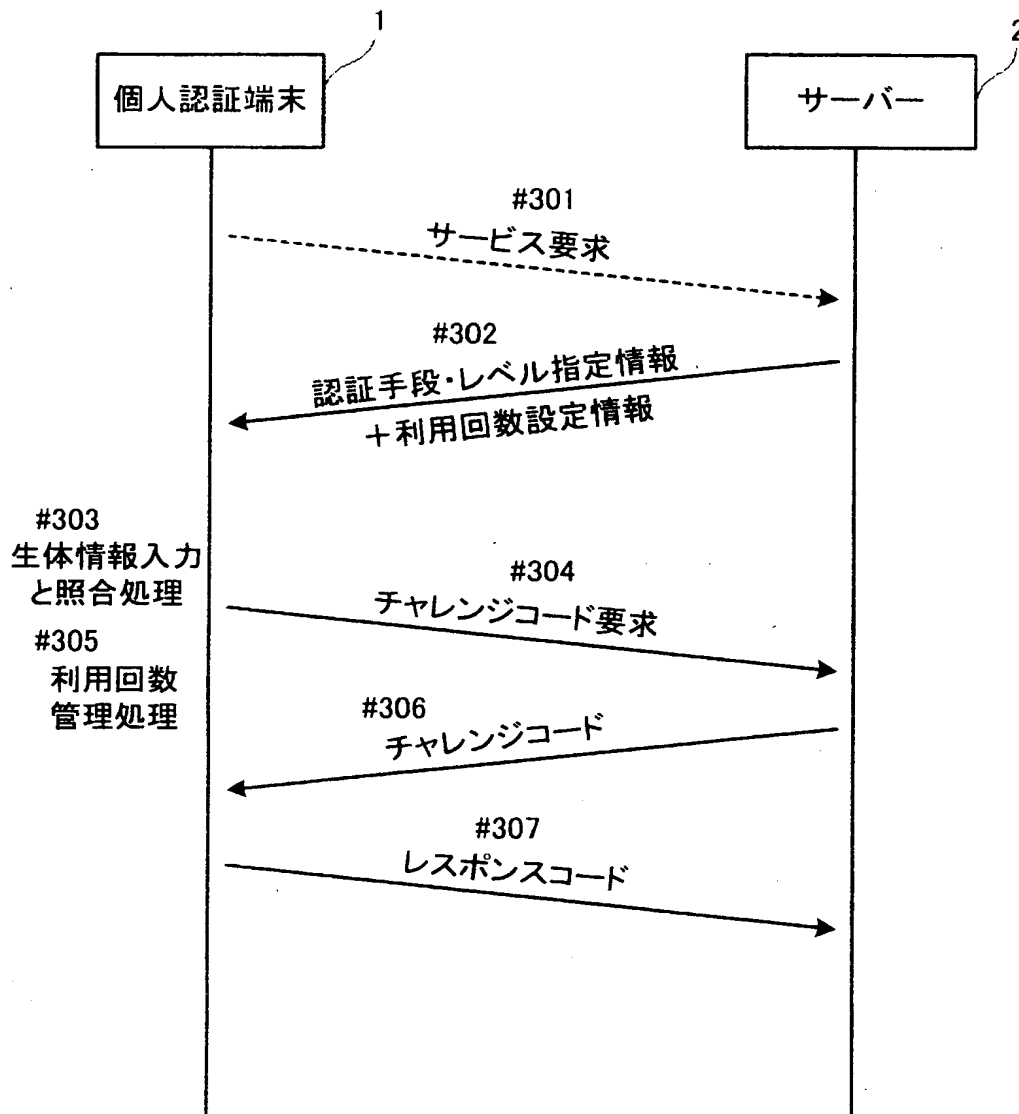 1
2
個人認証端末
サーバー
#301
サービス要求
#302
認証手段・レベル指定情報
+利用回数設定情報
#303
生体情報入力
と照合処理
#304
チャレンジコード要求
#305
利用回数
管理処理
#306
チャレンジコード
#307
レスポンスコード